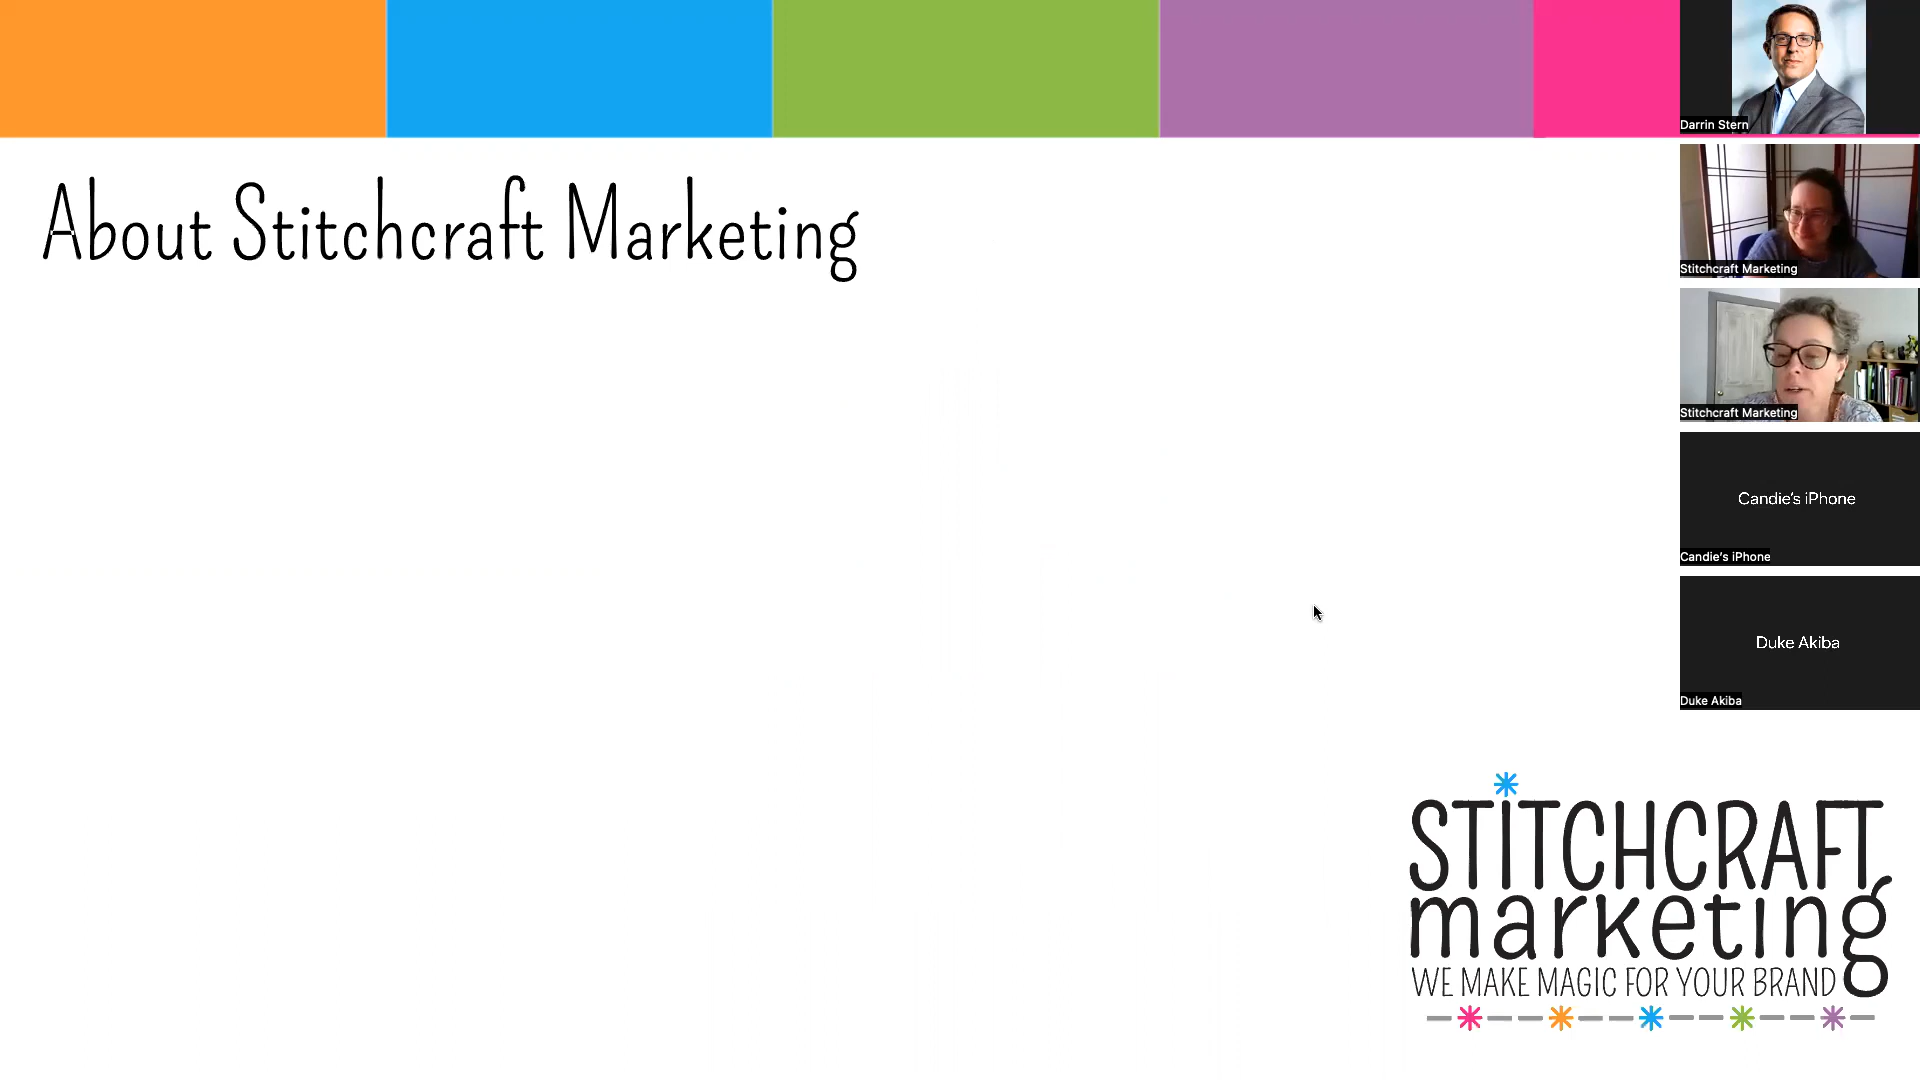 About Stitchcraft Marketing
Darrin Stern
Stitchcraft Marketing
Stitchcraft Marketing
Candie's iPhone
Candie's iPhone
Duke Akiba
Duke Akiba
STITCHCRAFT
marketing
WE MAKE MAGIC FOR YOUR BRAND